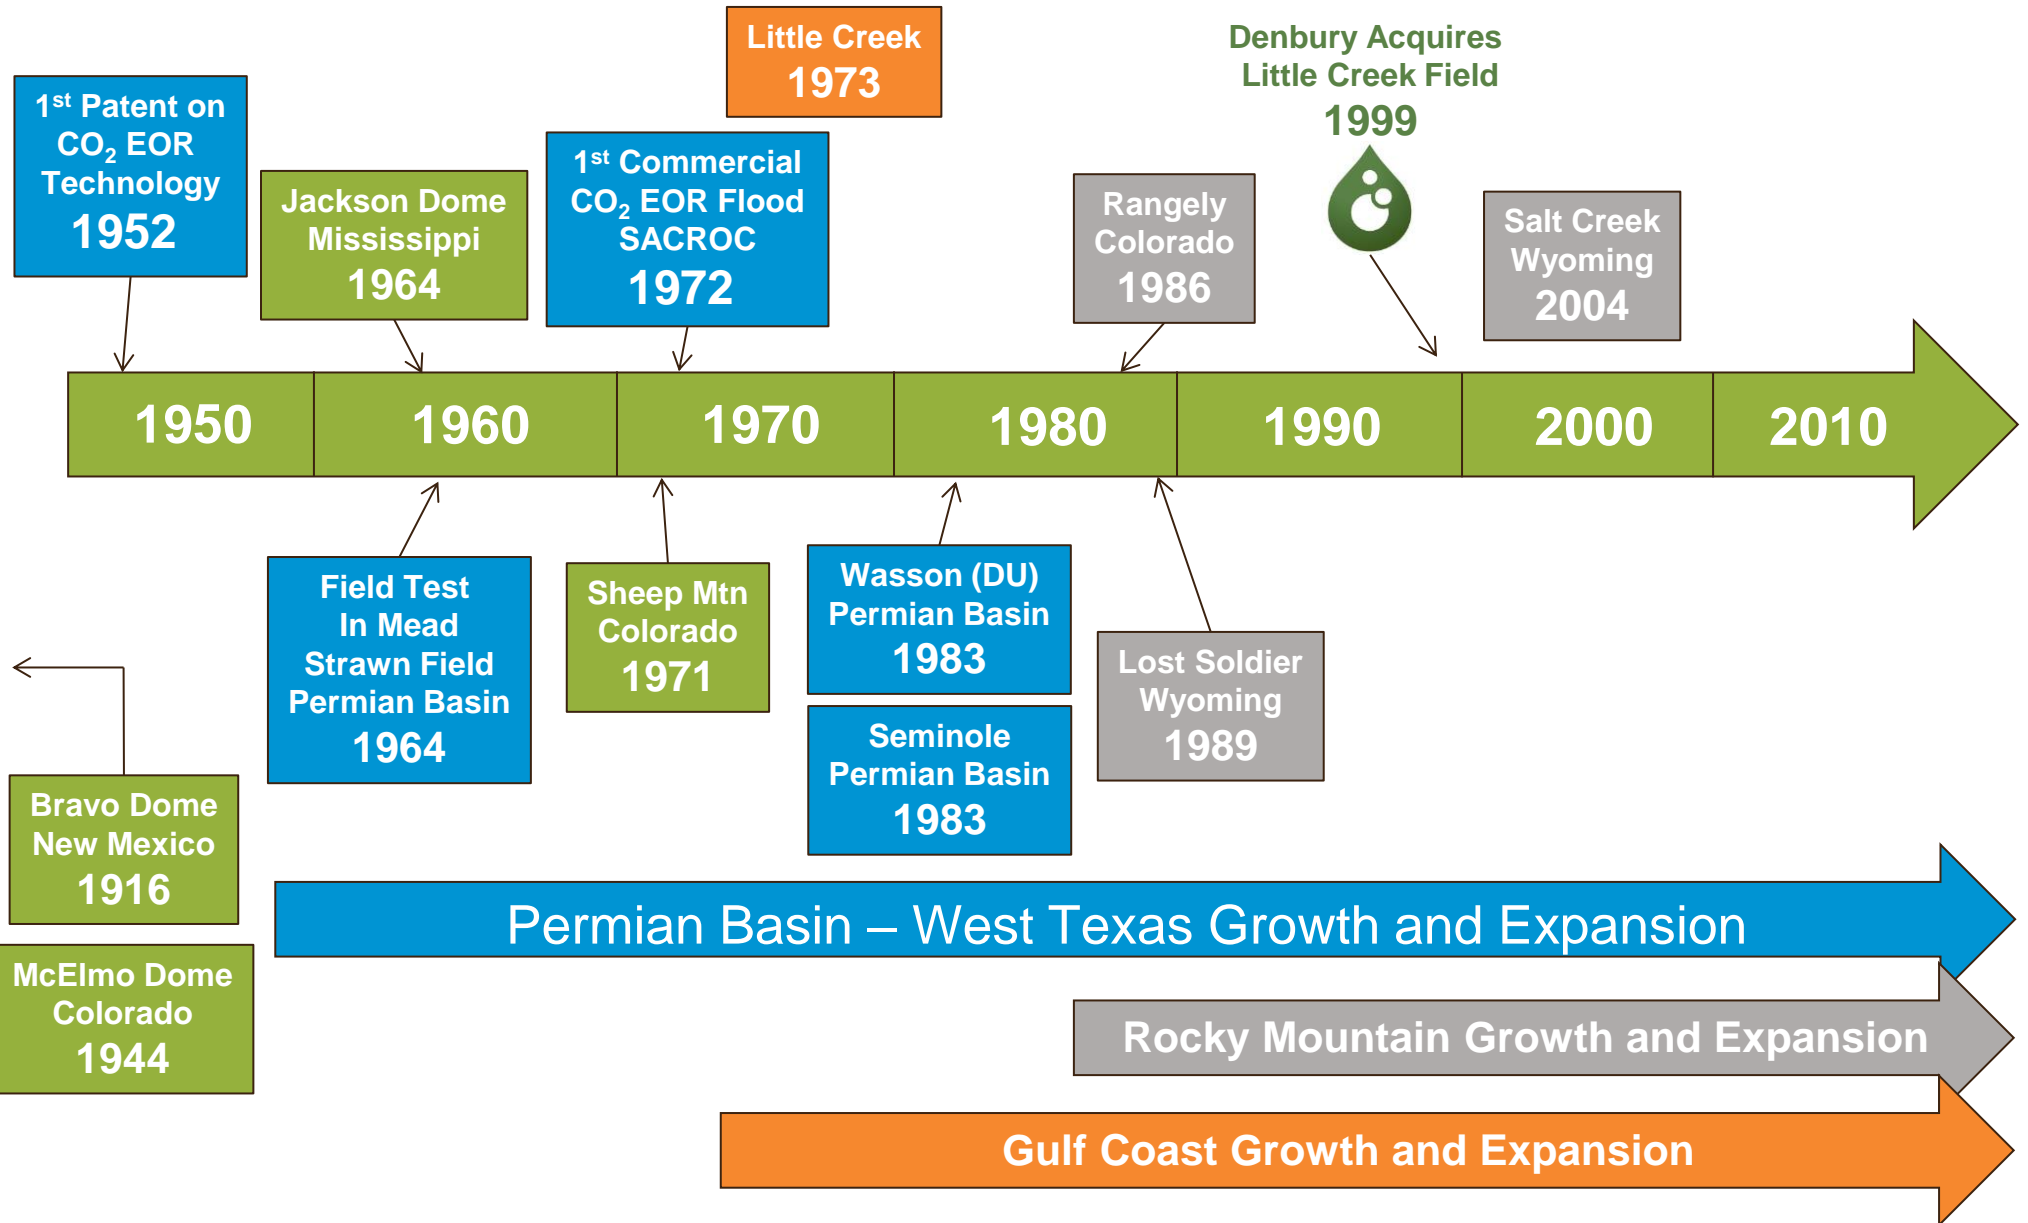 Little Creek
1973
Denbury Acquires
Little Creek Field
1999
1st Patent on
CO2 EOR
Technology
1952
Jackson Dome
Mississippi
1964
1st Commercial
CO2 EOR Flood
SACROC
1972
Rangely
Colorado
1986
Salt Creek
Wyoming
2004
1950
1960
1970
1980
1990
2000
2010
Field Test
In Mead
Strawn Field
Permian Basin
1964
Sheep Mtn
Colorado
1971
Wasson (DU)
Permian Basin
1983
Seminole
Permian Basin
1983
Lost Soldier
Wyoming
1989
Bravo Dome
New Mexico
1916
McElmo Dome
Colorado
1944
Permian Basin – West Texas Growth and Expansion
Rocky Mountain Growth and Expansion
Gulf Coast Growth and Expansion